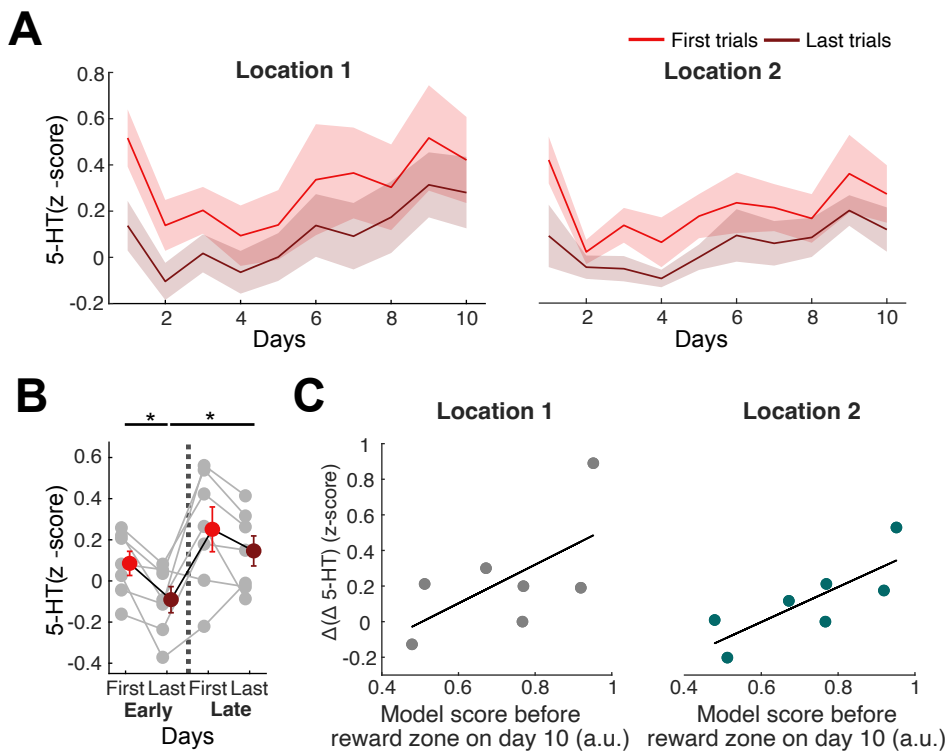 A
First trials Last trials
Location 1
Location 2
5-HT(z -score)
0.8
0.6
0.4
0.2
0
-0.2
2 4 6 8 10
Days
2 4 6 8 10
Days
B
* *
5-HT(z -score)
0.6
0.4
0.2
0
-0.2
-0.4
First Last First Last
Early Late
Days
C
Location 1
Location 2
Δ(Δ 5-HT) (z-score)
1
0.8
0.6
0.4
0.2
0
-0.2
0.4 0.6 0.8 1
Model score before
reward zone on day 10 (a.u.)
0.4 0.6 0.8 1
Model score before
reward zone on day 10 (a.u.)